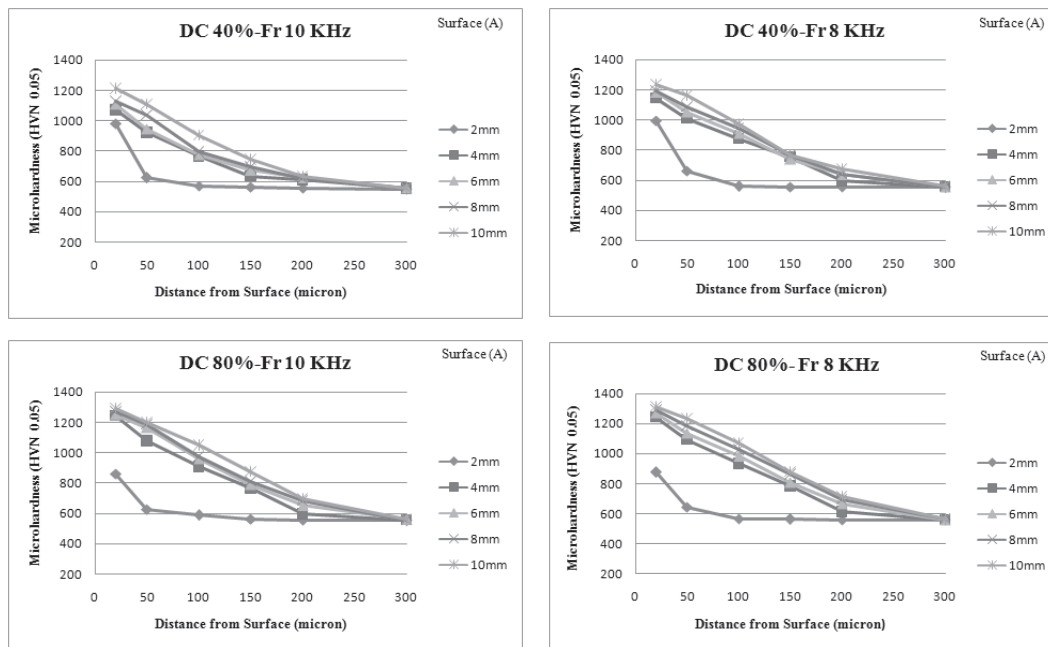 DC 40%-Fr 10 KHz
Surface (A)
Microhardness (HVN 0.05)
1400
1200
1000
800
600
400
200
0 50 100 150 200 250 300
Distance from Surface (micron)
2mm
4mm
6mm
8mm
10mm
DC 40%-Fr 8 KHz
Surface (A)
Microhardness (HVN 0.05)
1400
1200
1000
800
600
400
200
0 50 100 150 200 250 300
Distance from Surface (micron)
2mm
4mm
6mm
8mm
10mm
DC 80%-Fr 10 KHz
Surface (A)
Microhardness (HVN 0.05)
1400
1200
1000
800
600
400
200
0 50 100 150 200 250 300
Distance from Surface (micron)
2mm
4mm
6mm
8mm
10mm
DC 80%- Fr 8 KHz
Surface (A)
Microhardness (HVN 0.05)
1400
1200
1000
800
600
400
200
0 50 100 150 200 250 300
Distance from Surface (micron)
2mm
4mm
6mm
8mm
10mm